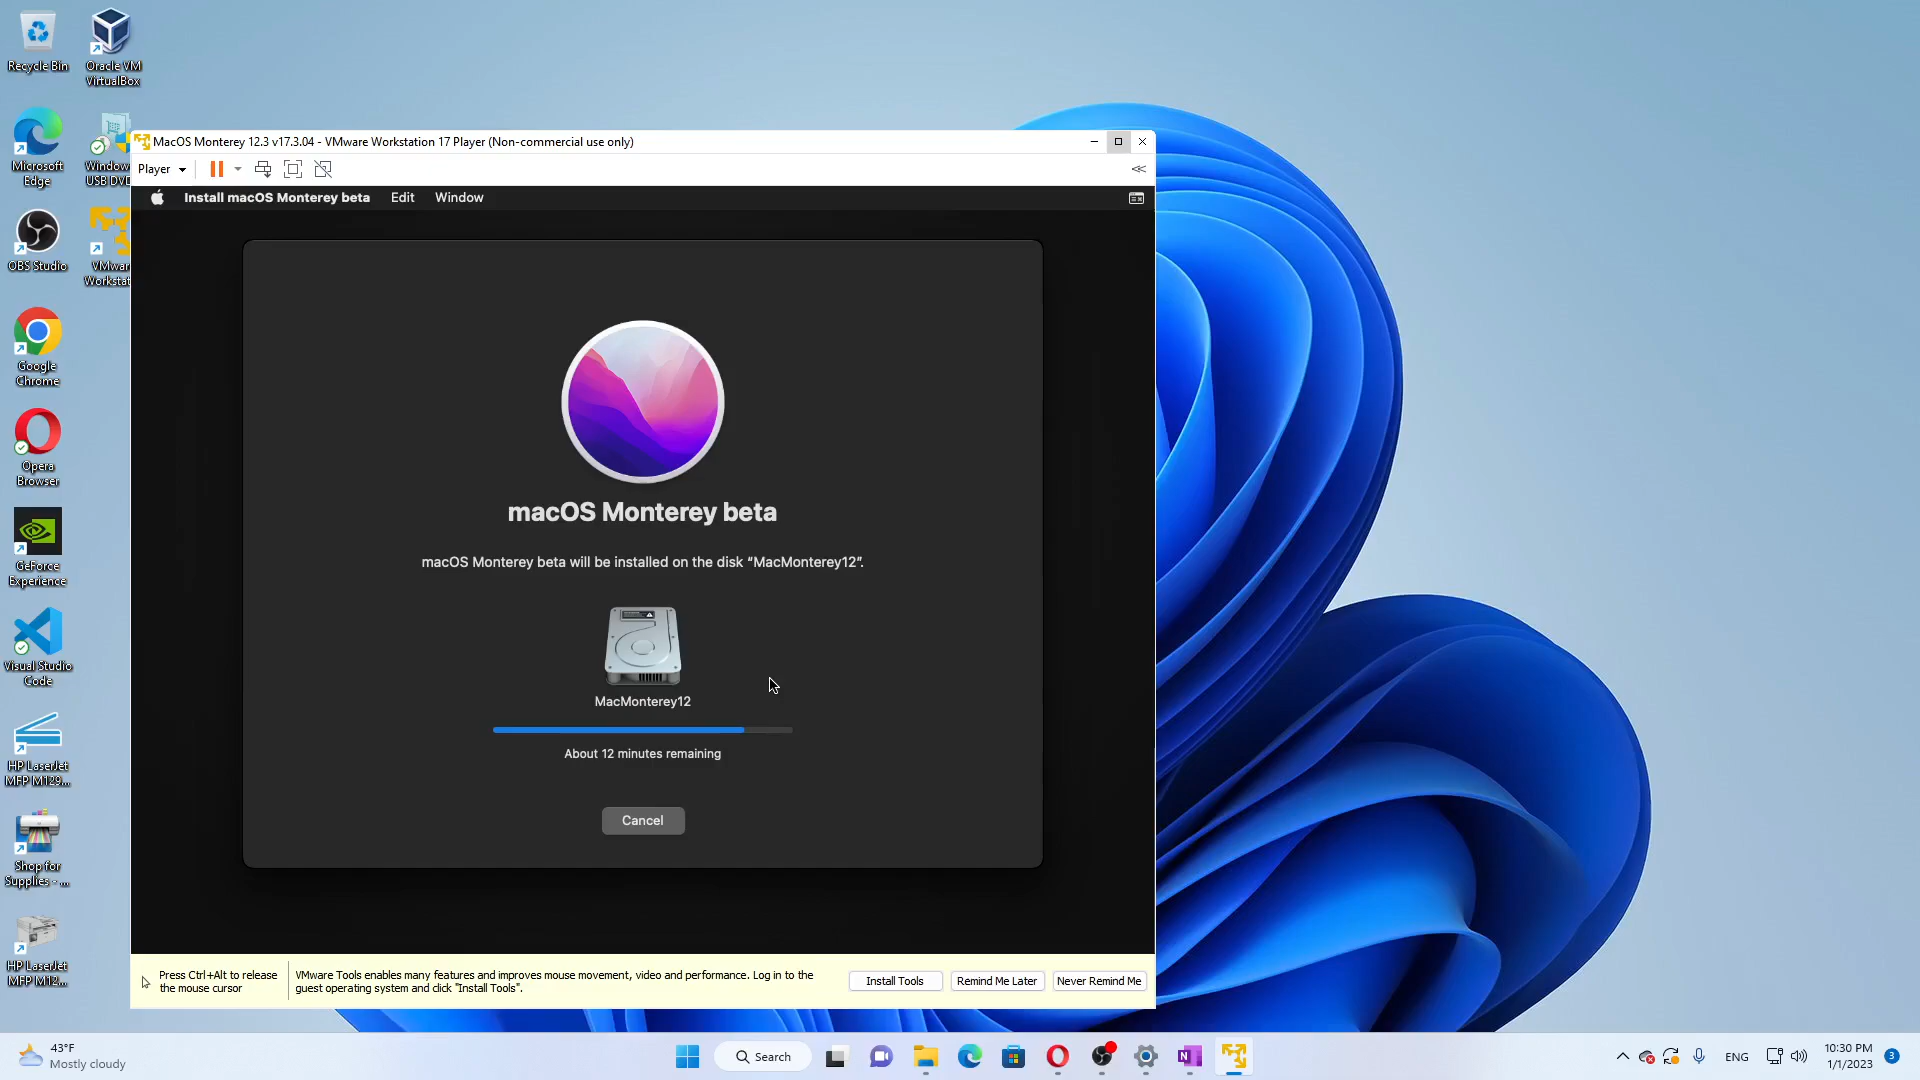 Recycle Bin
Oracle VM
VirtualBox
Microsoft
Edge
Window
USB DVD
OBS Studio
VMwar
Workstat
Google
Chrome
Opera
Browser
GeForce
Experience
Visual Studio
Code
HP LaserJet
MFP M129...
Shop for
Supplies - ...
HP LaserJet
MFP M12...
MacOS Monterey 12.3 v17.3.04 - VMware Workstation 17 Player (Non-commercial use only)
Player
Install macOS Monterey beta Edit Window
macOS Monterey beta
macOS Monterey beta will be installed on the disk “MacMonterey12”.
MacMonterey12
About 12 minutes remaining
Cancel
Press Ctrl+Alt to release
the mouse cursor
VMware Tools enables many features and improves mouse movement, video and performance. Log in to the
guest operating system and click "Install Tools".
Install Tools
Remind Me Later
Never Remind Me
43°F
Mostly cloudy
Search
ENG
10:30 PM
1/1/2023
3